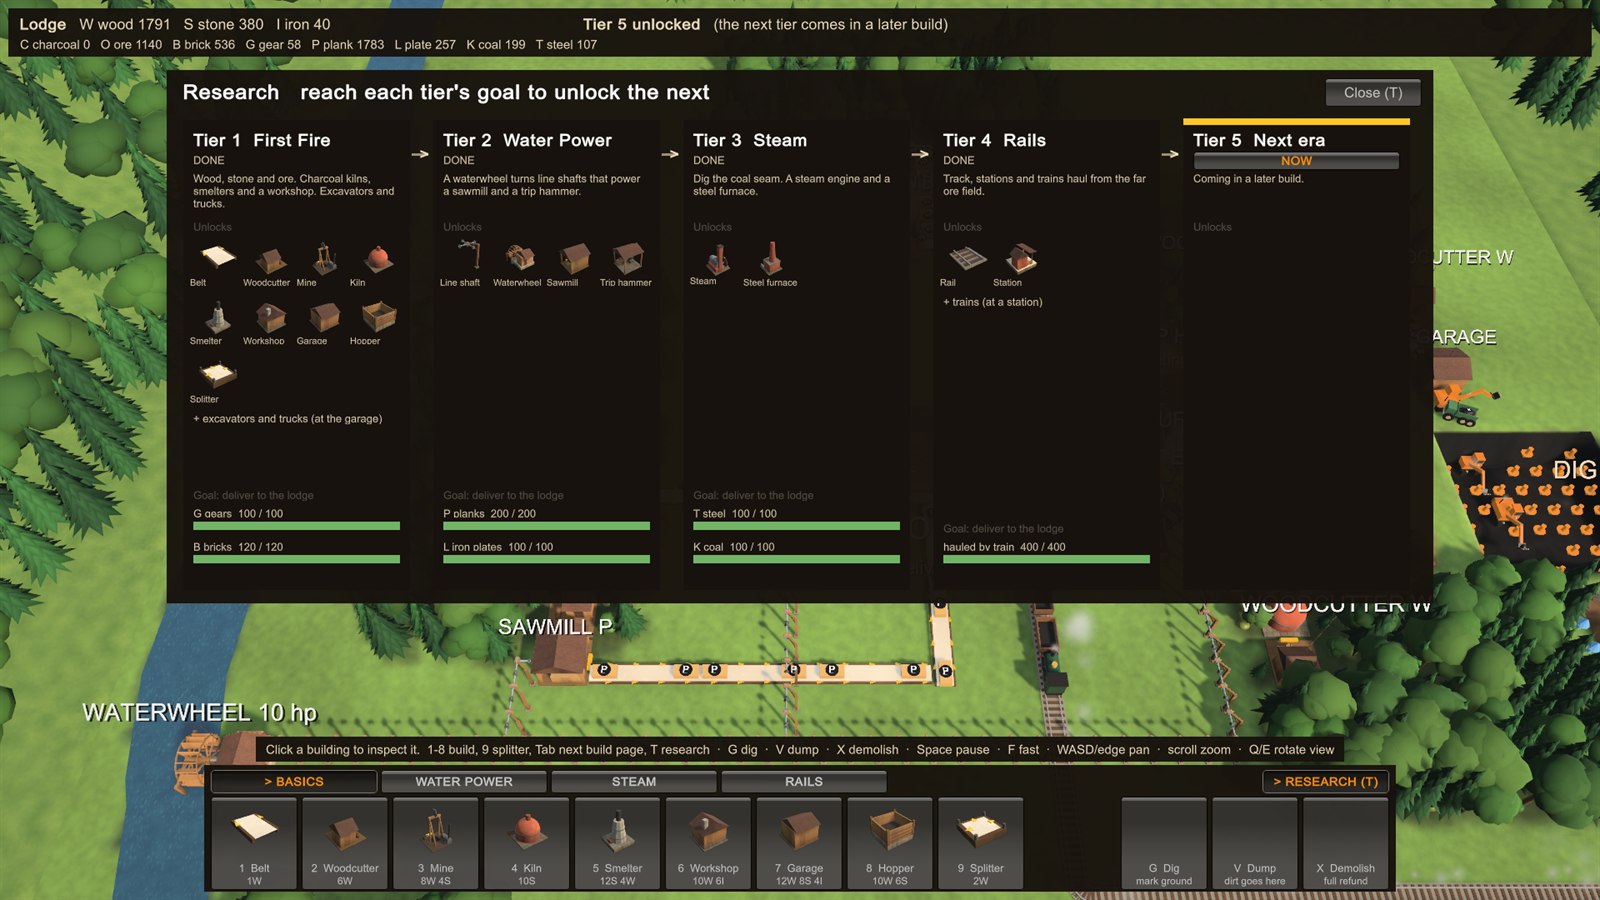 Lodge W wood 1791 S stone 380 I iron 40
Tier 5 unlocked (the next tier comes in a later build)
C charcoal 0 O ore 1140 B brick 536 G gear 58 P plank 1783 L plate 257 K coal 199 T steel 107
Research reach each tier's goal to unlock the next
Close (T)
Tier 1 First Fire
DONE
Wood, stone and ore. Charcoal kilns,
smelters and a workshop. Excavators and
trucks.
Unlocks
Belt Woodcutter Mine Kiln
Smelter Workshop Garage Hopper
Splitter
+ excavators and trucks (at the garage)
Goal: deliver to the lodge
G gears 100 / 100
B bricks 120 / 120
Tier 2 Water Power
DONE
A waterwheel turns line shafts that power
a sawmill and a trip hammer.
Unlocks
Line shaft Waterwheel Sawmill Trip hammer
Goal: deliver to the lodge
P planks 200 / 200
L iron plates 100 / 100
Tier 3 Steam
DONE
Dig the coal seam. A steam engine and a
steel furnace.
Unlocks
Steam Steel furnace
Goal: deliver to the lodge
T steel 100 / 100
K coal 100 / 100
Tier 4 Rails
DONE
Track, stations and trains haul from the far
ore field.
Unlocks
Rail Station
+ trains (at a station)
Goal: deliver to the lodge
hauled by train 400 / 400
Tier 5 Next era
NOW
Coming in a later build.
Unlocks
CUTTER W
GARAGE
DIG
WOODCUTTER W
SAWMILL P
P P P P P P P
WATERWHEEL 10 hp
Click a building to inspect it. 1-8 build, 9 splitter, Tab next build page, T research · G dig · V dump · X demolish · Space pause · F fast · WASD/edge pan · scroll zoom · Q/E rotate view
> BASICS
WATER POWER
STEAM
RAILS
> RESEARCH (T)
1 Belt
1W
2 Woodcutter
6W
3 Mine
8W 4S
4 Kiln
10S
5 Smelter
12S 4W
6 Workshop
10W 6I
7 Garage
12W 8S 4I
8 Hopper
10W 6S
9 Splitter
2W
G Dig
mark ground
V Dump
dirt goes here
X Demolish
full refund